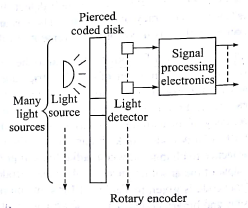 Pierced
coded disk
Signal
processing
electronics
Many
light
sources
Light
source
Light
detector
Rotary encoder